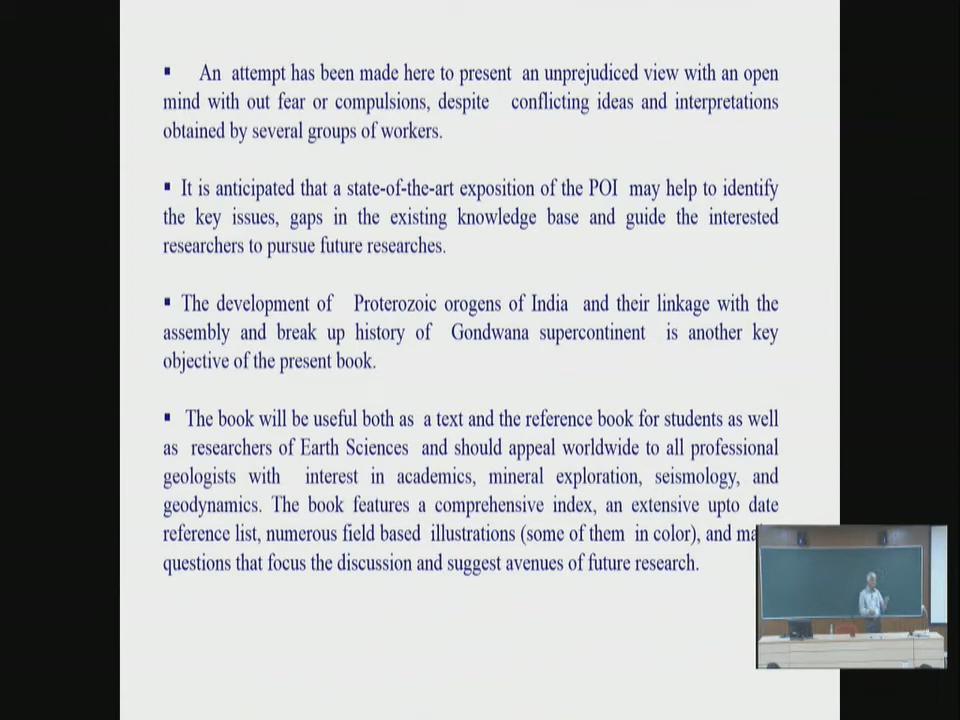 ▪ An attempt has been made here to present an unprejudiced view with an open
mind with out fear or compulsions, despite conflicting ideas and interpretations
obtained by several groups of workers.
▪ It is anticipated that a state-of-the-art exposition of the POI may help to identify
the key issues, gaps in the existing knowledge base and guide the interested
researchers to pursue future researches.
▪ The development of Proterozoic orogens of India and their linkage with the
assembly and break up history of Gondwana supercontinent is another key
objective of the present book.
▪ The book will be useful both as a text and the reference book for students as well
as researchers of Earth Sciences and should appeal worldwide to all professional
geologists with interest in academics, mineral exploration, seismology, and
geodynamics. The book features a comprehensive index, an extensive upto date
reference list, numerous field based illustrations (some of them in color), and
questions that focus the discussion and suggest avenues of future research.